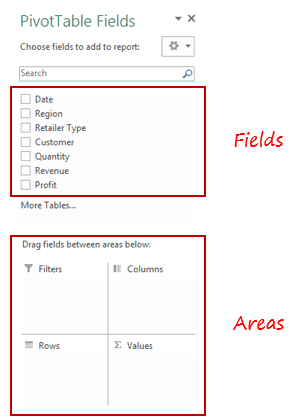 PivotTable Fields
Choose fields to add to report:
Search
Date
Region
Retailer Type
Customer
Quantity
Revenue
Profit
Fields
More Tables...
Drag fields between areas below:
Filters
Columns
Areas
Rows
Σ Values